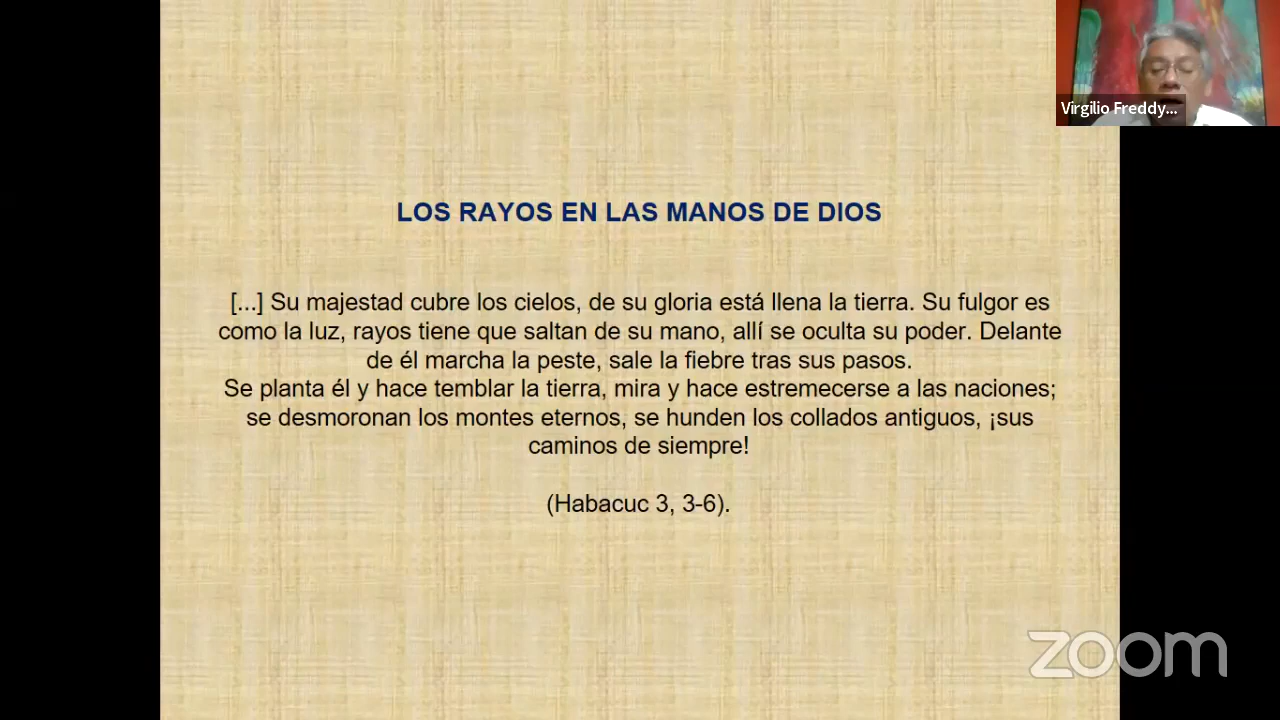 Virgilio Freddy...
LOS RAYOS EN LAS MANOS DE DIOS
[...] Su majestad cubre los cielos, de su gloria está llena la tierra. Su fulgor es
como la luz, rayos tiene que saltan de su mano, allí se oculta su poder. Delante
de él marcha la peste, sale la fiebre tras sus pasos.
Se planta él y hace temblar la tierra, mira y hace estremecerse a las naciones;
se desmoronan los montes eternos, se hunden los collados antiguos, ¡sus
caminos de siempre!
(Habacuc 3, 3-6).
zoom